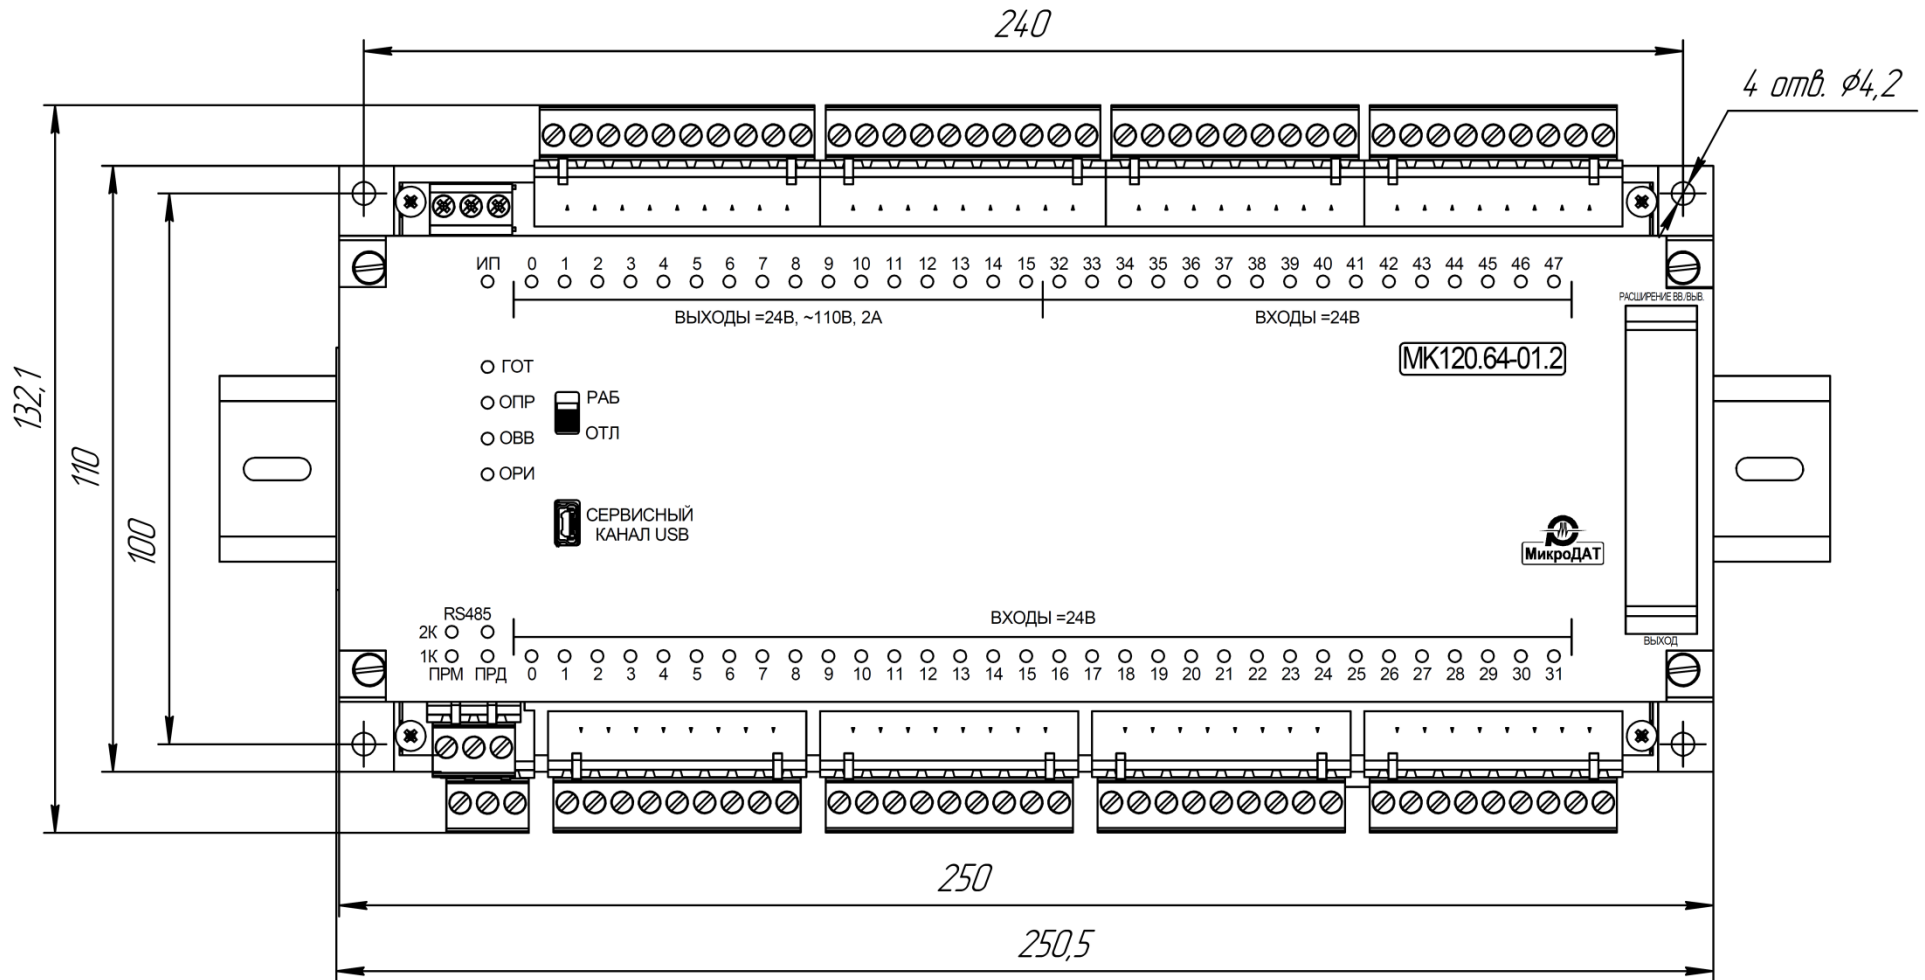 240
4 отв. ϕ4,2
132,1
110
100
ИП 0 1 2 3 4 5 6 7 8 9 10 11 12 13 14 15 32 33 34 35 36 37 38 39 40 41 42 43 44 45 46 47
ВЫХОДЫ =24В, ~110В, 2А
ВХОДЫ =24В
РАСШИРЕНИЕ ВВ./ВЫВ.
МК120.64-01.2
ГОТ
ОПР
ОВВ
ОРИ
РАБ
ОТЛ
СЕРВИСНЫЙ
КАНАЛ USB
МикроДАТ
RS485
2К
1К
ПРМ ПРД
ВХОДЫ =24В
ВЫХОД
0 1 2 3 4 5 6 7 8 9 10 11 12 13 14 15 16 17 18 19 20 21 22 23 24 25 26 27 28 29 30 31
250
250,5